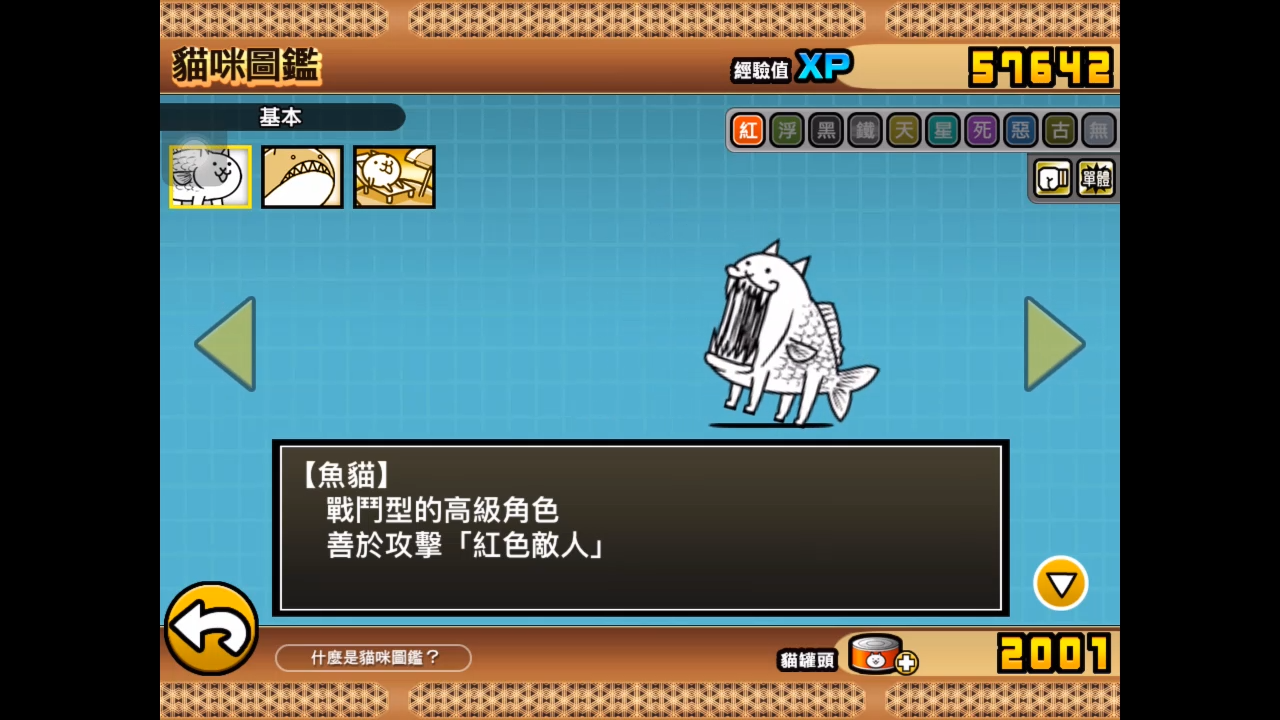 貓咪圖鑑
經驗值 XP 57642
基本
紅 浮 黑 鐵 天 星 死 惡 古 無
單體
【魚貓】
戰鬥型的高級角色
善於攻擊「紅色敵人」
什麼是貓咪圖鑑？
貓罐頭 2001